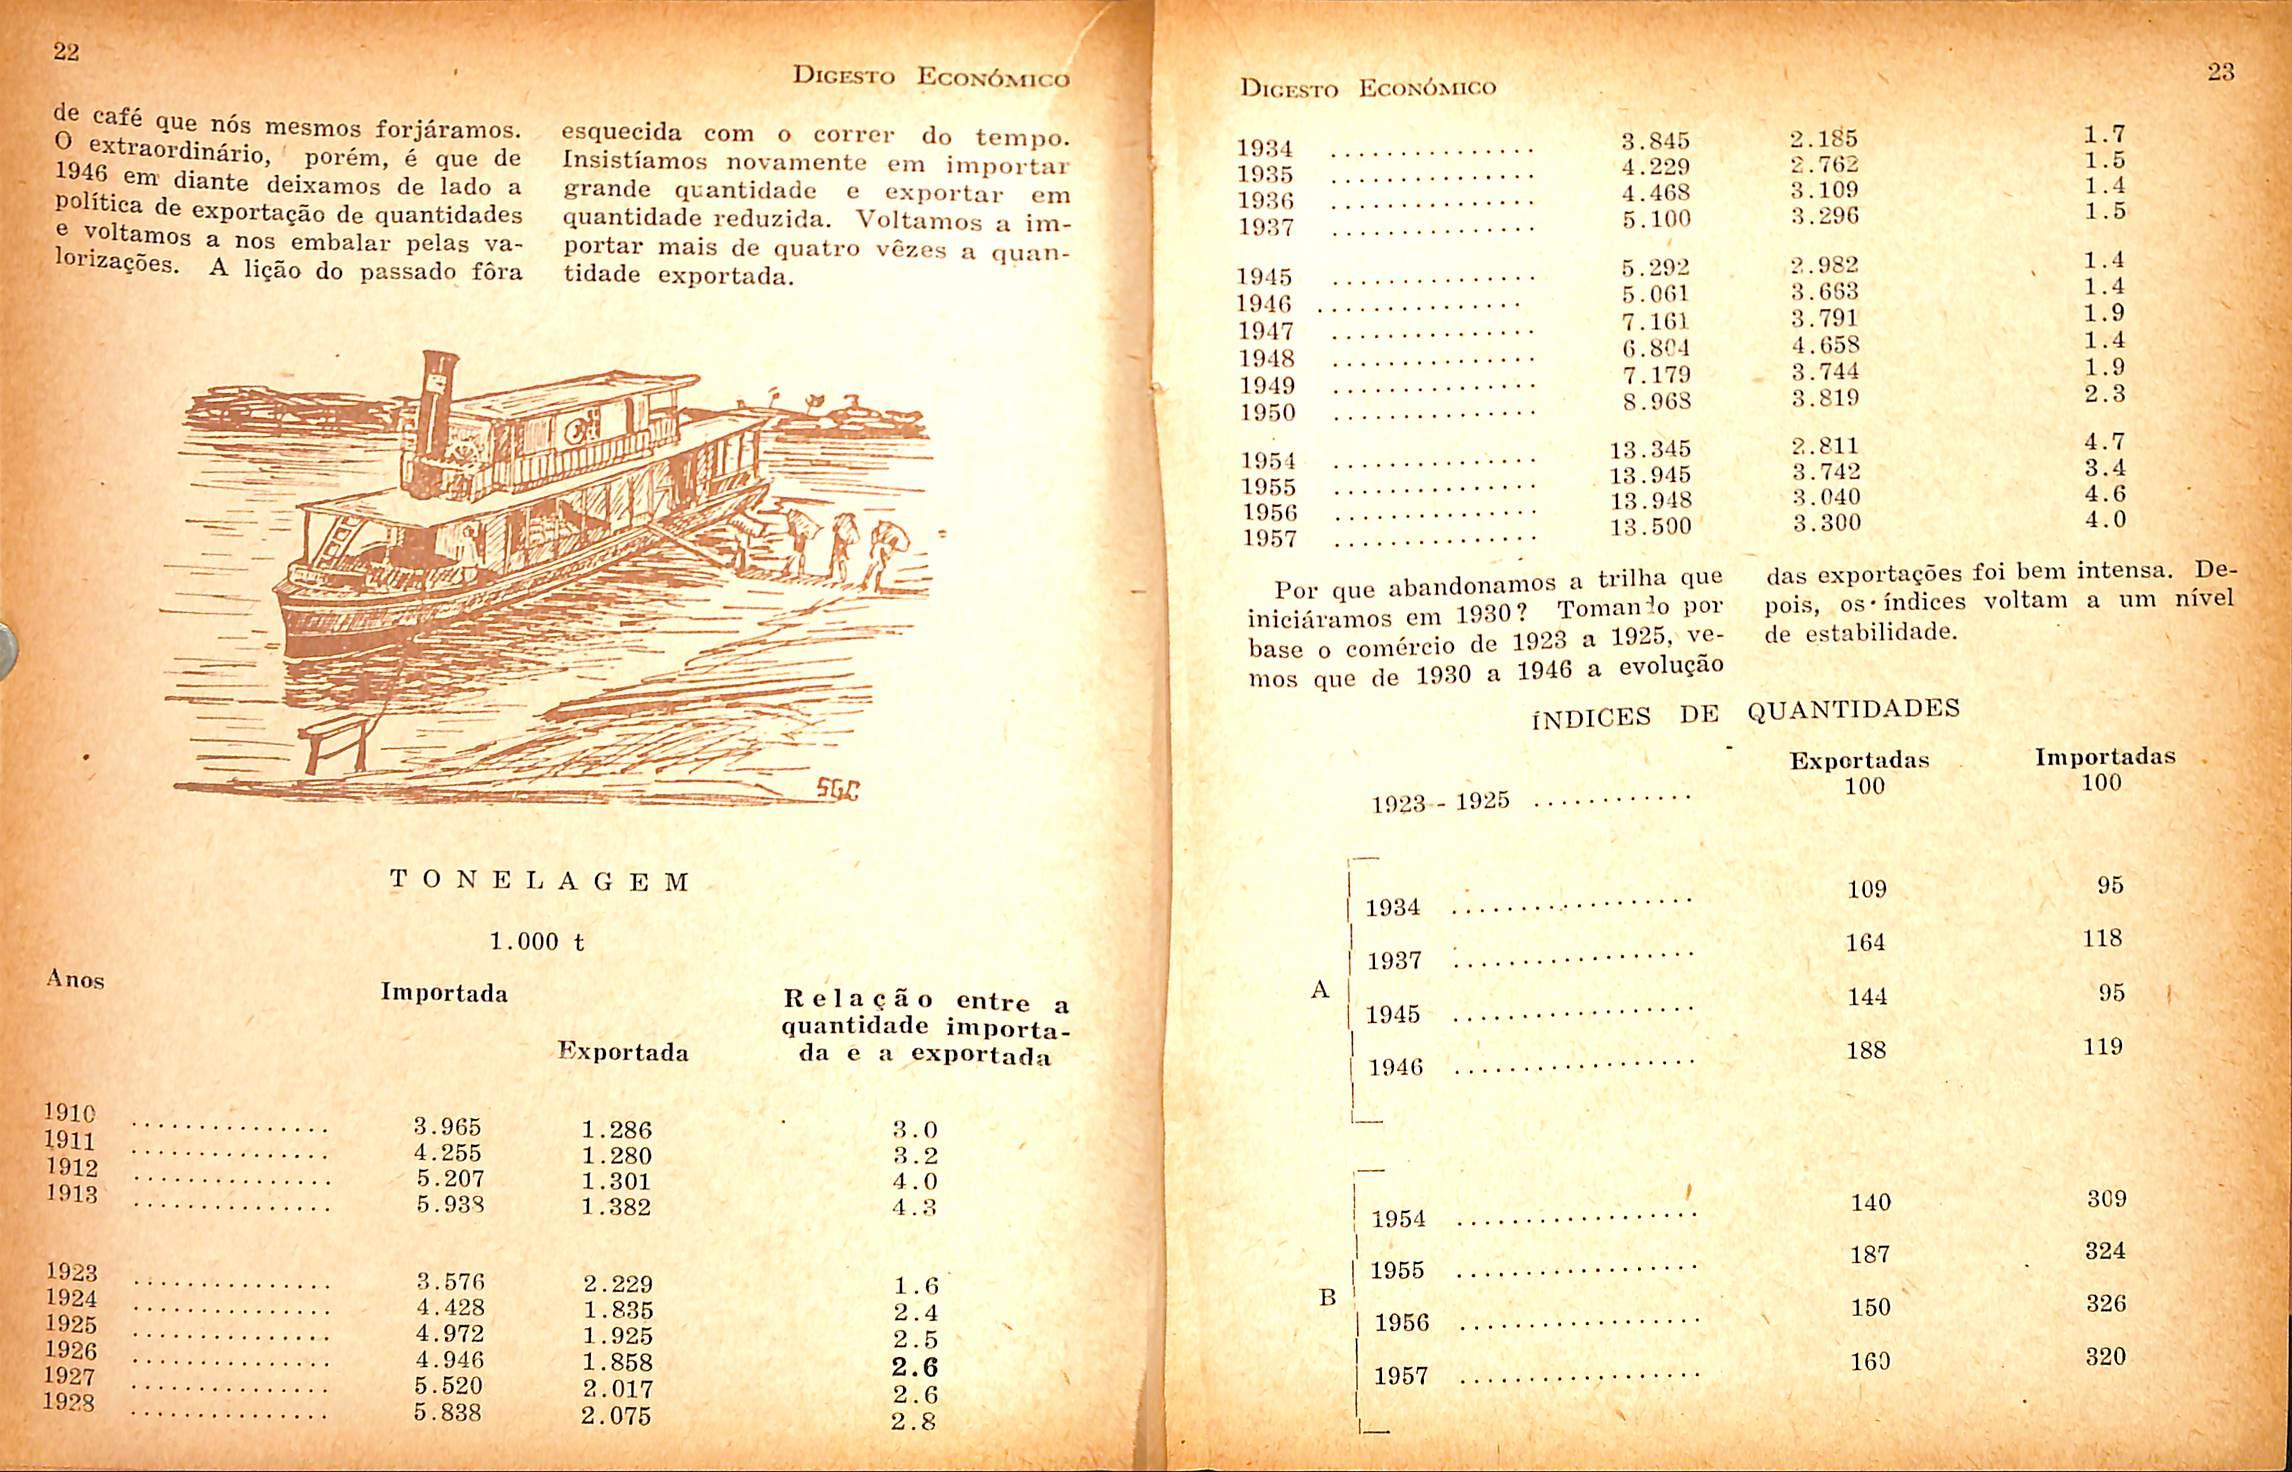 22
DIGESTO ECONÓMICO
de café que nós mesmos forjáramos.
O extraordinário, porém, é que de
1946 em diante deixamos de lado a
política de exportação de quantidades
e voltamos a nos embalar pelas va-
lorizações. A lição do passado fôra
esquecida com o correr do tempo.
Insistíamos novamente em importar
grande quantidade e exportar em
quantidade reduzida. Voltamos a im-
portar mais de quatro vêzes a quan-
tidade exportada.
SGC
TONELAGEM
1.000 t
Anos Importada Exportada Relação entre a
quantidade importa-
da e a exportada
1910 ............... 3.965 1.286 3.0
1911 ............... 4.255 1.280 3.2
1912 ............... 5.207 1.301 4.0
1913 ............... 5.938 1.382 4.3
1923 ............... 3.576 2.229 1.6
1924 ............... 4.428 1.835 2.4
1925 ............... 4.972 1.925 2.5
1926 ............... 4.946 1.858 2.6
1927 ............... 5.520 2.017 2.6
1928 ............... 5.838 2.075 2.8
DIGESTO ECONÓMICO
23
1934 ............... 3.845 2.185 1.7
1935 ............... 4.229 2.762 1.5
1936 ............... 4.468 3.109 1.4
1937 ............... 5.100 3.296 1.5
1945 ............... 5.292 2.982 1.4
1946 ............... 5.061 3.663 1.4
1947 ............... 7.161 3.791 1.9
1948 ............... 6.804 4.658 1.4
1949 ............... 7.179 3.744 1.9
1950 ............... 8.968 3.819 2.3
1954 ............... 13.345 2.811 4.7
1955 ............... 13.945 3.742 3.4
1956 ............... 13.948 3.040 4.6
1957 ............... 13.500 3.300 4.0
Por que abandonamos a trilha que
iniciáramos em 1930? Tomando por
base o comércio de 1923 a 1925, ve-
mos que de 1930 a 1946 a evolução
das exportações foi bem intensa. De-
pois, os índices voltam a um nível
de estabilidade.
ÍNDICES DE QUANTIDADES
Exportadas Importadas
1923 - 1925 ............ 100 100
A
1934 .................. 109 95
1937 .................. 164 118
1945 .................. 144 95
1946 .................. 188 119
B
1954 .................. 140 309
1955 .................. 187 324
1956 .................. 150 326
1957 .................. 160 320